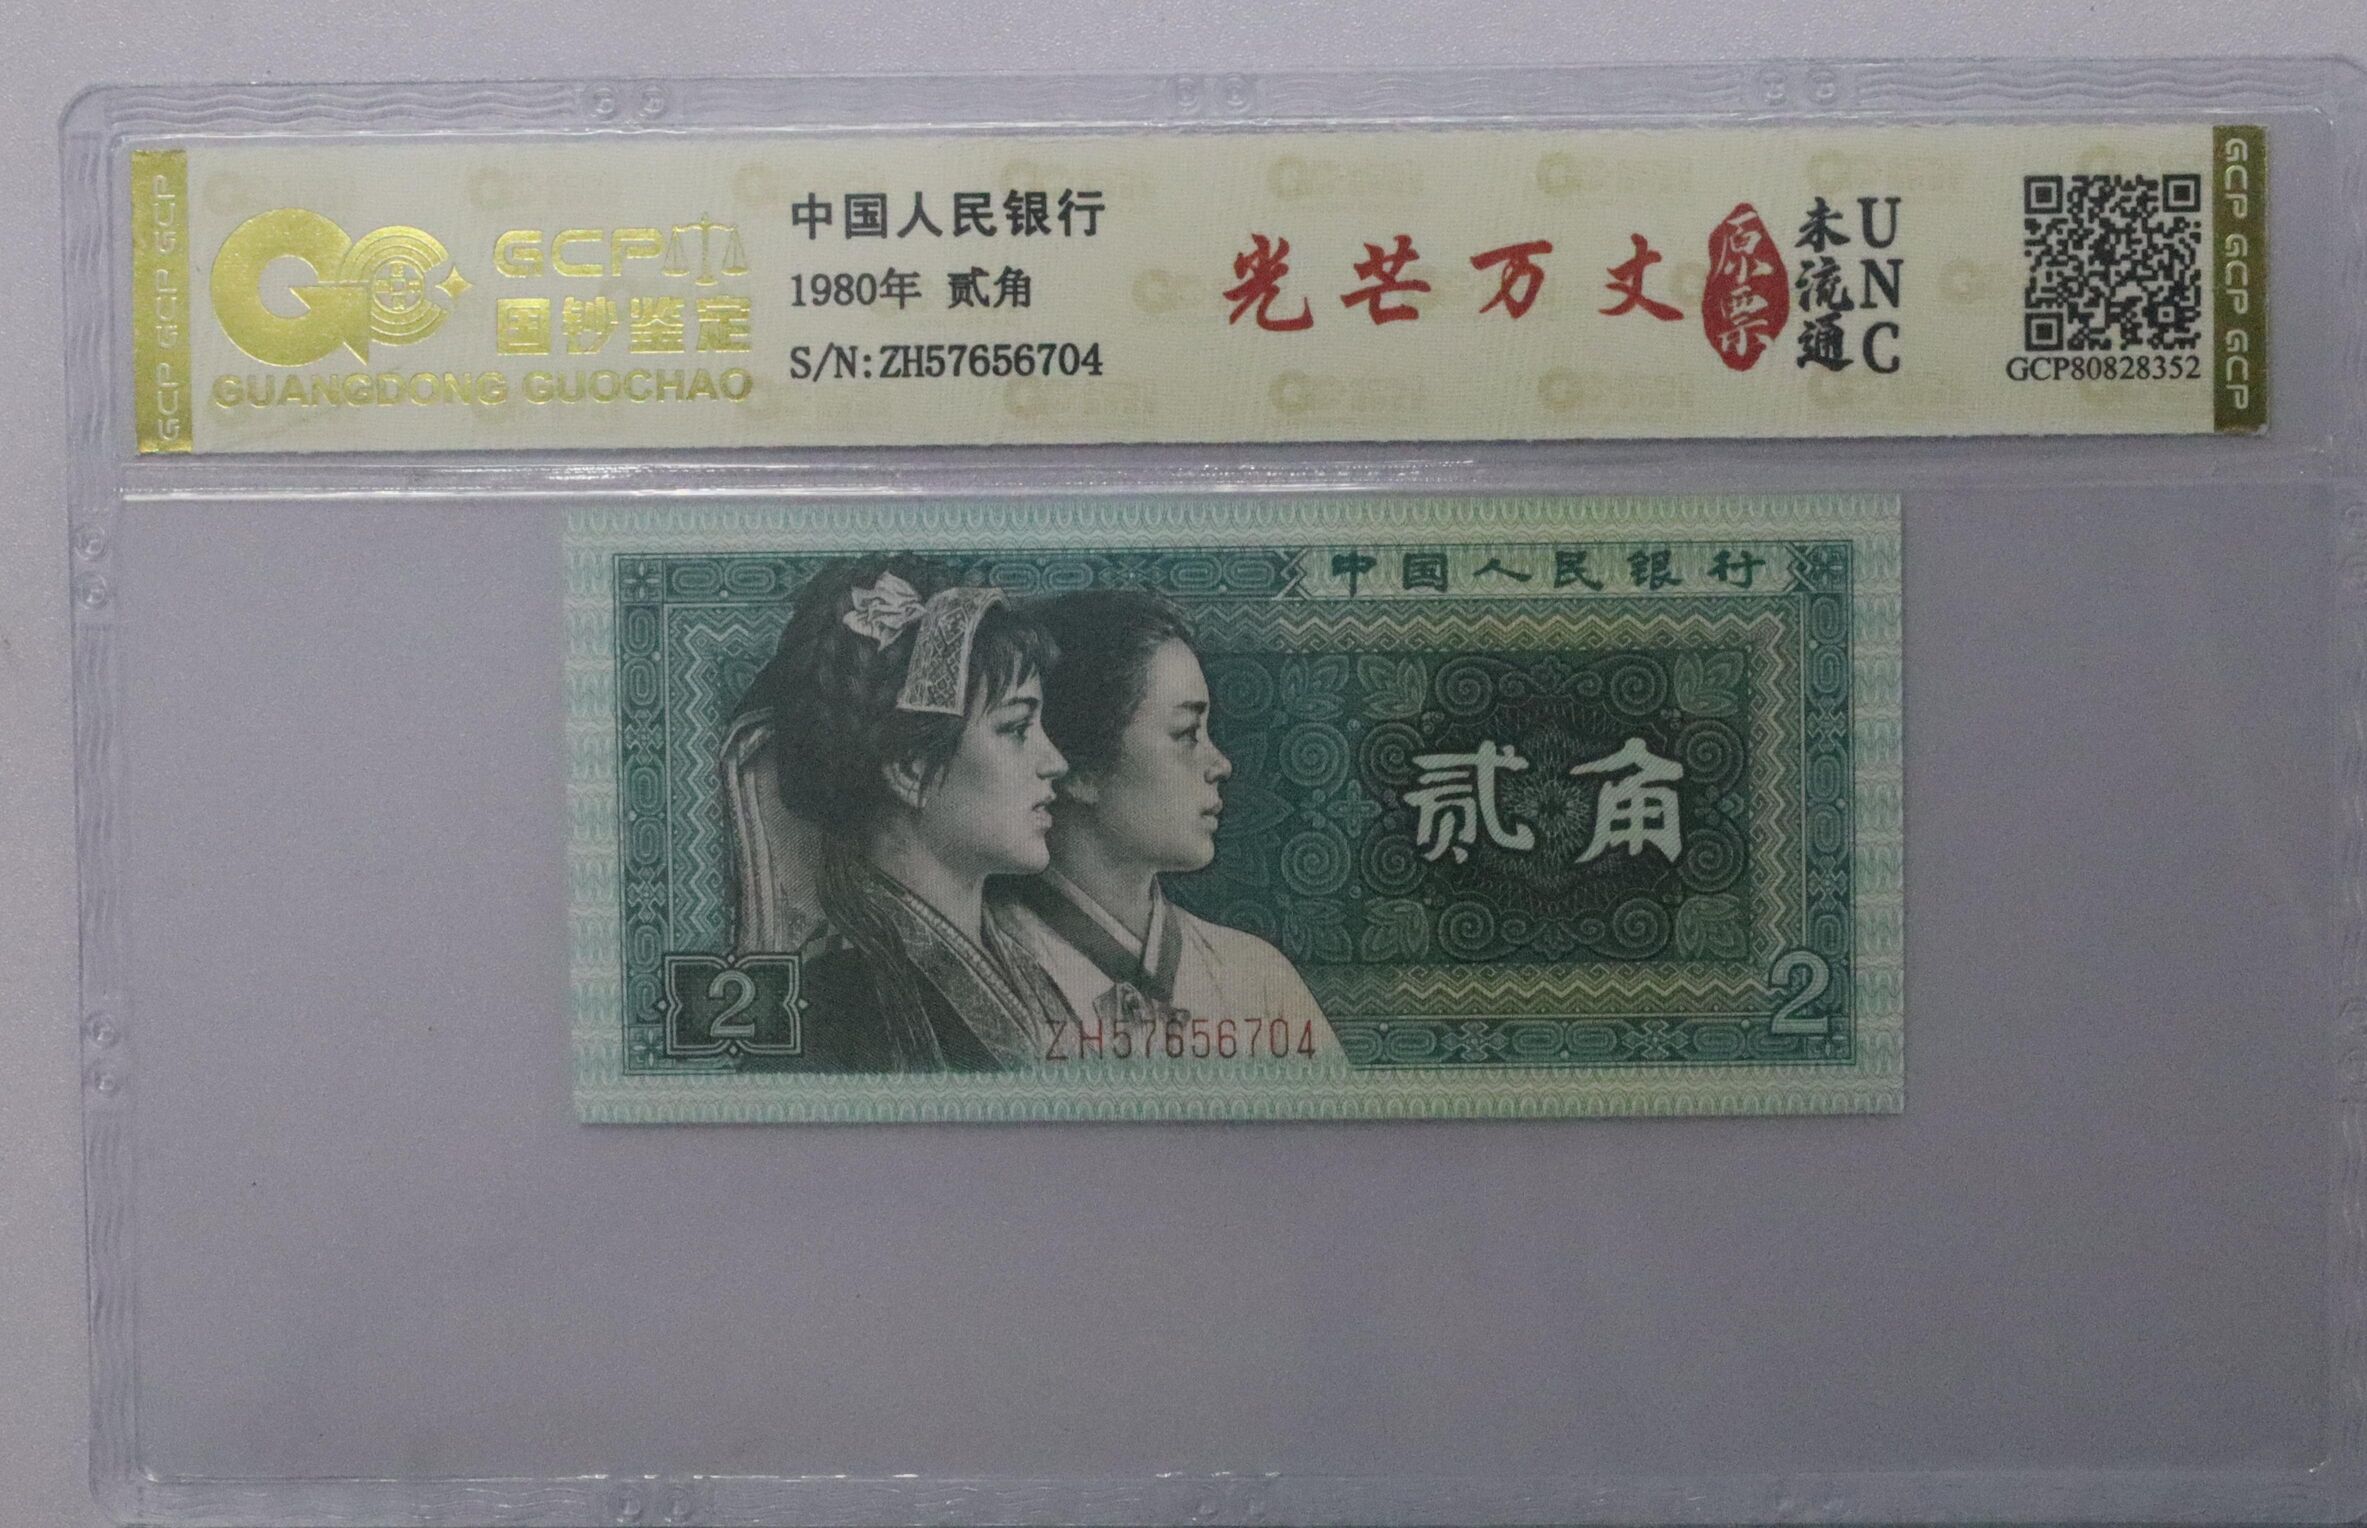 GCP GCP GCP
GCP
国钞鉴定
GUANGDONG GUOCHAO
中国人民银行
1980年 贰角
S/N:ZH57656704
光芒万丈
原票
未流通
UNC
GCP80828352
GCP GCP GCP
中国人民银行
贰角
2
2
ZH57656704